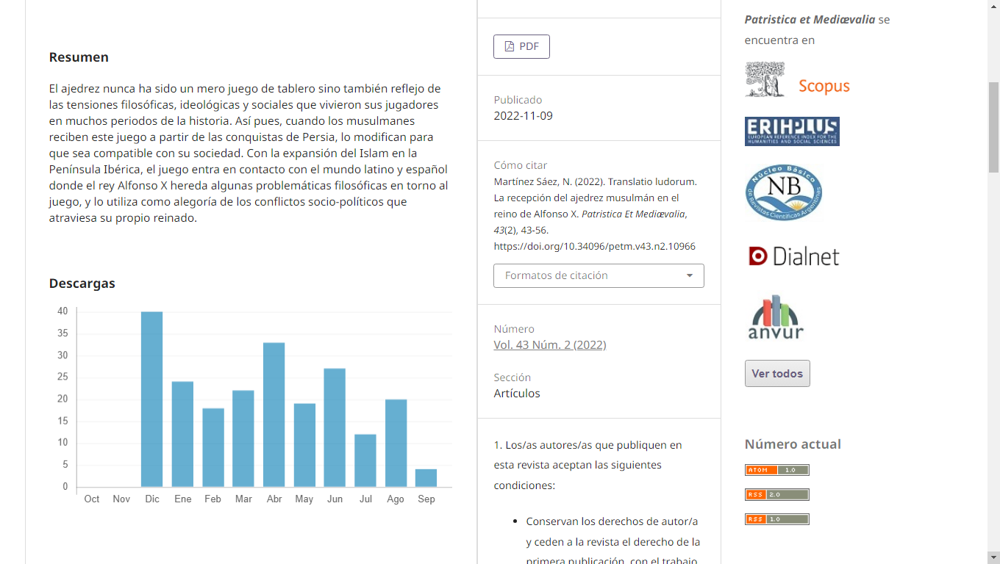 Resumen
El ajedrez nunca ha sido un mero juego de tablero sino también reflejo de
las tensiones filosóficas, ideológicas y sociales que vivieron sus jugadores
en muchos periodos de la historia. Así pues, cuando los musulmanes
reciben este juego a partir de las conquistas de Persia, lo modifican para
que sea compatible con su sociedad. Con la expansión del Islam en la
Península Ibérica, el juego entra en contacto con el mundo latino y español
donde el rey Alfonso X hereda algunas problemáticas filosóficas en torno al
juego, y lo utiliza como alegoría de los conflictos socio-políticos que
atraviesa su propio reinado.
Descargas
40
35
30
25
20
15
10
5
0
Oct Nov Dic Ene Feb Mar Abr May Jun Jul Ago Sep
PDF
Publicado
2022-11-09
Cómo citar
Martínez Sáez, N. (2022). Translatio ludorum.
La recepción del ajedrez musulmán en el
reino de Alfonso X. Patristica Et Mediævalia,
43(2), 43-56.
https://doi.org/10.34096/petm.v43.n2.10966
Formatos de citación
Número
Vol. 43 Núm. 2 (2022)
Sección
Artículos
1. Los/as autores/as que publiquen en
esta revista aceptan las siguientes
condiciones:
• Conservan los derechos de autor/a
y ceden a la revista el derecho de la
primera publicación, con el trabajo
Patristica et Mediævalia se
encuentra en
Scopus
ERIHPLUS
EUROPEAN REFERENCE INDEX FOR THE
HUMANITIES AND SOCIAL SCIENCES
Núcleo Básico
NB
de Revistas Científicas Argentinas
Dialnet
anvur
Ver todos
Número actual
ATOM 1.0
RSS 2.0
RSS 1.0